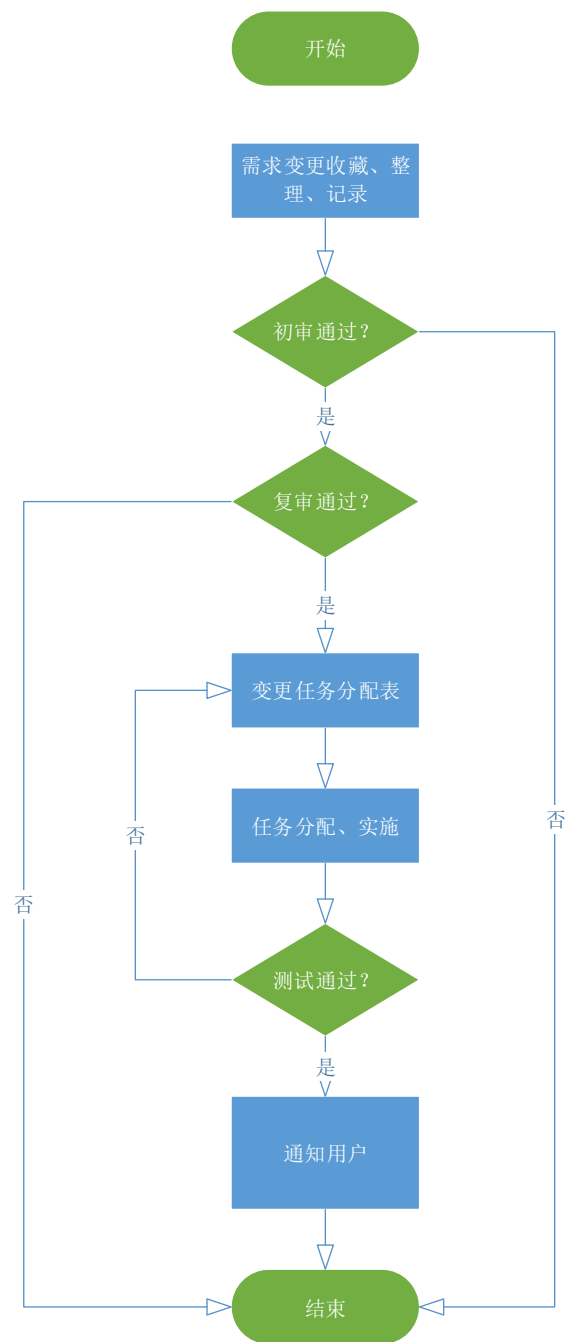 开始
需求变更收藏、整
理、记录
初审通过?
是
复审通过?
是
变更任务分配表
任务分配、实施
否
否
否
测试通过?
是
通知用户
结束